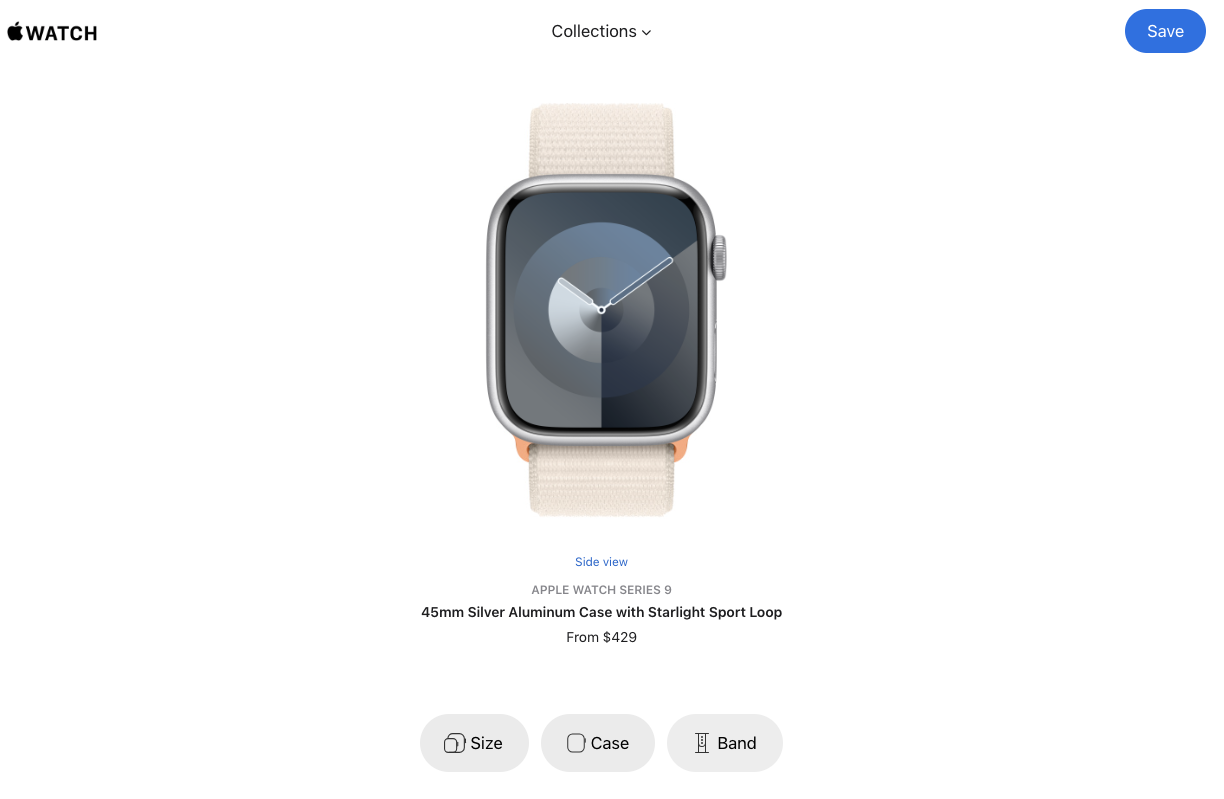 WATCH
Collections
Save
Side view
APPLE WATCH SERIES 9
45mm Silver Aluminum Case with Starlight Sport Loop
From $429
Size
Case
Band